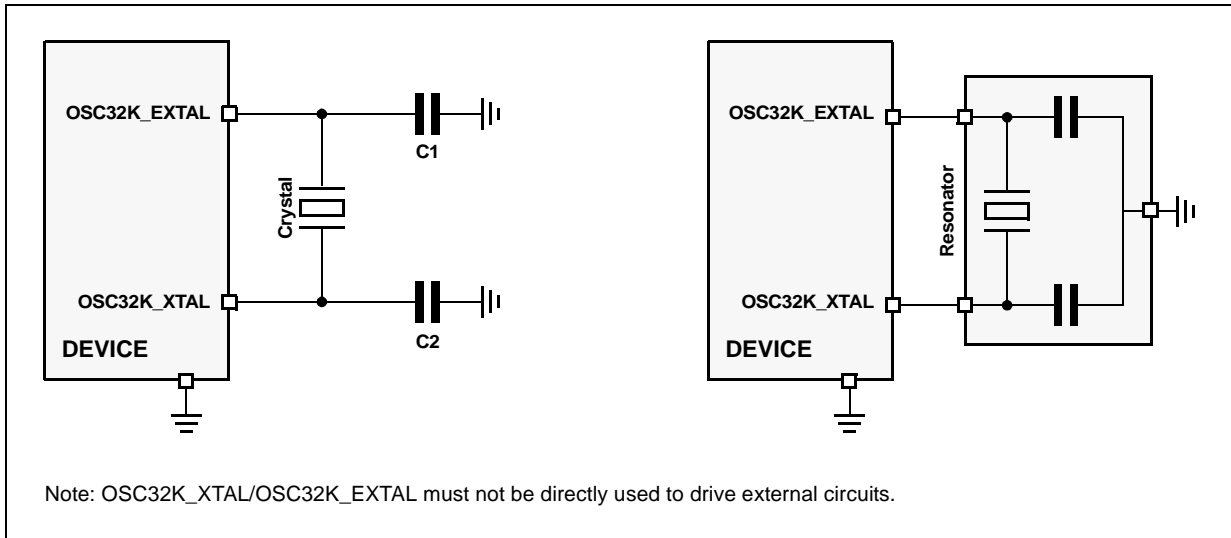 OSC32K_EXTAL
C1
Crystal
OSC32K_XTAL
C2
DEVICE
OSC32K_EXTAL
Resonator
OSC32K_XTAL
DEVICE
Note: OSC32K_XTAL/OSC32K_EXTAL must not be directly used to drive external circuits.